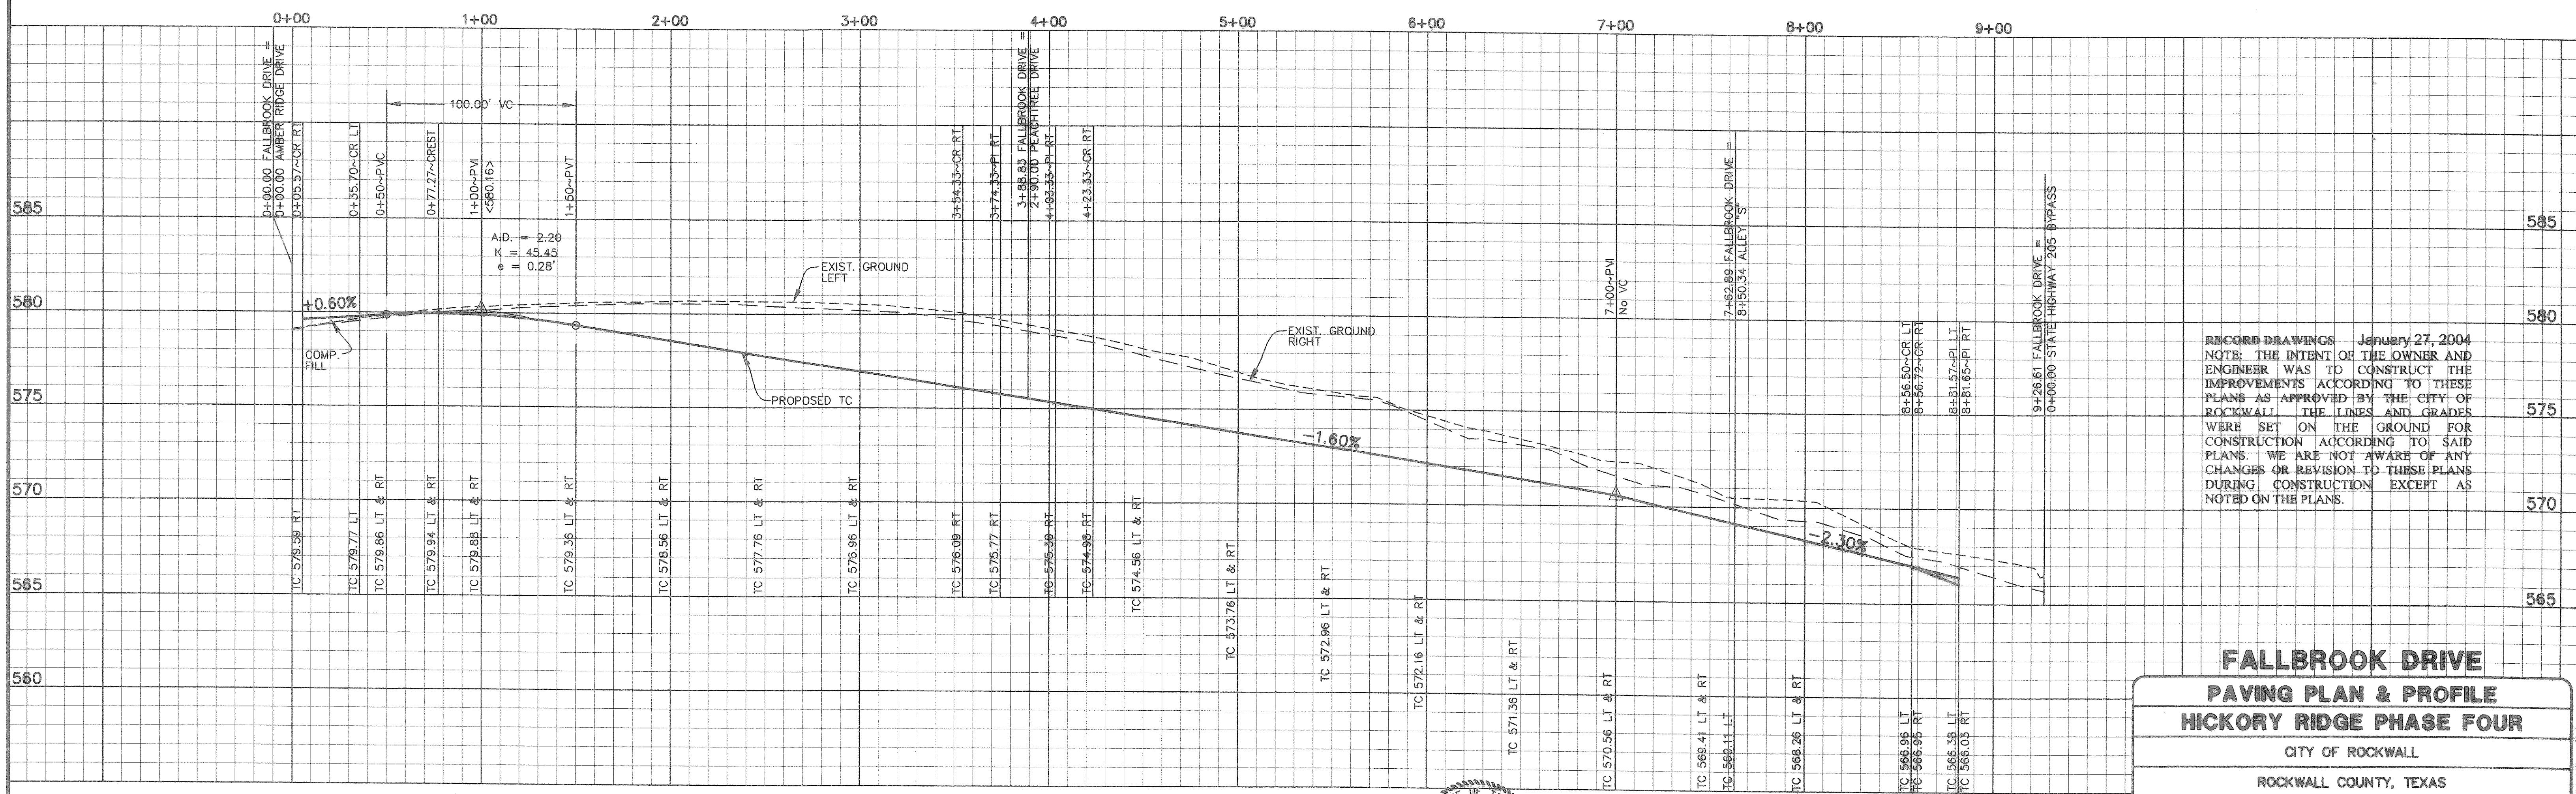 0+00
1+00
2+00
3+00
4+00
5+00
6+00
7+00
8+00
9+00
0+00.00 FALLBROOK DRIVE =
0+00.00 AMBER RIDGE DRIVE
0+05.57~CR RT
0+35.70~CR LT
0+50~PVC
0+77.27~CREST
1+00~PVI
<580.16>
1+50~PVT
100.00' VC
A.D. = 2.20
K = 45.45
e = 0.28'
3+54.33~CR RT
3+74.33~PI RT
3+88.83 FALLBROOK DRIVE =
2+90.00 PEACHTREE DRIVE
4+03.33~PI RT
4+23.33~CR RT
7+00~PVI
No VC
7+62.89 FALLBROOK DRIVE =
8+50.34 ALLEY "S"
8+56.50~CR LT
8+56.72~CR RT
8+81.57~PI LT
8+81.65~PI RT
9+26.61 FALLBROOK DRIVE =
0+00.00 STATE HIGHWAY 205 BYPASS
585
580
575
570
565
560
585
580
575
570
565
+0.60%
COMP.
FILL
EXIST. GROUND
LEFT
EXIST. GROUND
RIGHT
PROPOSED TC
-1.60%
-2.30%
TC 579.59 RT
TC 579.77 LT
TC 579.86 LT & RT
TC 579.94 LT & RT
TC 579.88 LT & RT
TC 579.36 LT & RT
TC 578.56 LT & RT
TC 577.76 LT & RT
TC 576.96 LT & RT
TC 576.09 RT
TC 575.77 RT
TC 575.30 RT
TC 574.98 RT
TC 574.56 LT & RT
TC 573.76 LT & RT
TC 572.96 LT & RT
TC 572.16 LT & RT
TC 571.36 LT & RT
TC 570.56 LT & RT
TC 569.41 LT & RT
TC 569.11 LT
TC 568.26 LT & RT
TC 566.96 LT
TC 566.95 RT
TC 566.38 LT
TC 566.03 RT
RECORD DRAWINGS January 27, 2004
NOTE: THE INTENT OF THE OWNER AND
ENGINEER WAS TO CONSTRUCT THE
IMPROVEMENTS ACCORDING TO THESE
PLANS AS APPROVED BY THE CITY OF
ROCKWALL. THE LINES AND GRADES
WERE SET ON THE GROUND FOR
CONSTRUCTION ACCORDING TO SAID
PLANS. WE ARE NOT AWARE OF ANY
CHANGES OR REVISION TO THESE PLANS
DURING CONSTRUCTION EXCEPT AS
NOTED ON THE PLANS.
FALLBROOK DRIVE
PAVING PLAN & PROFILE
HICKORY RIDGE PHASE FOUR
CITY OF ROCKWALL
ROCKWALL COUNTY, TEXAS